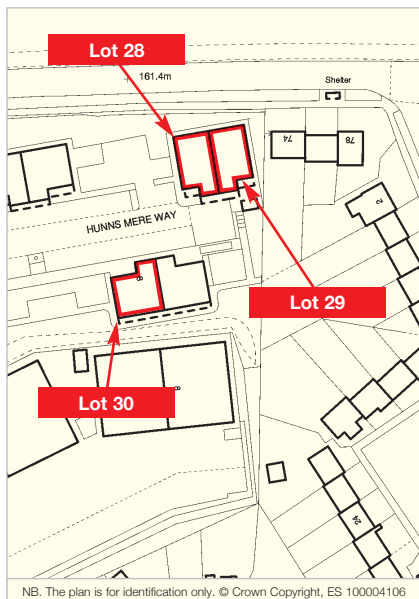 Lot 28
161.4m
Shelter
74
78
2
HUNNS MERE WAY
Lot 29
Lot 30
24
NB. The plan is for identification only. © Crown Copyright, ES 100004106